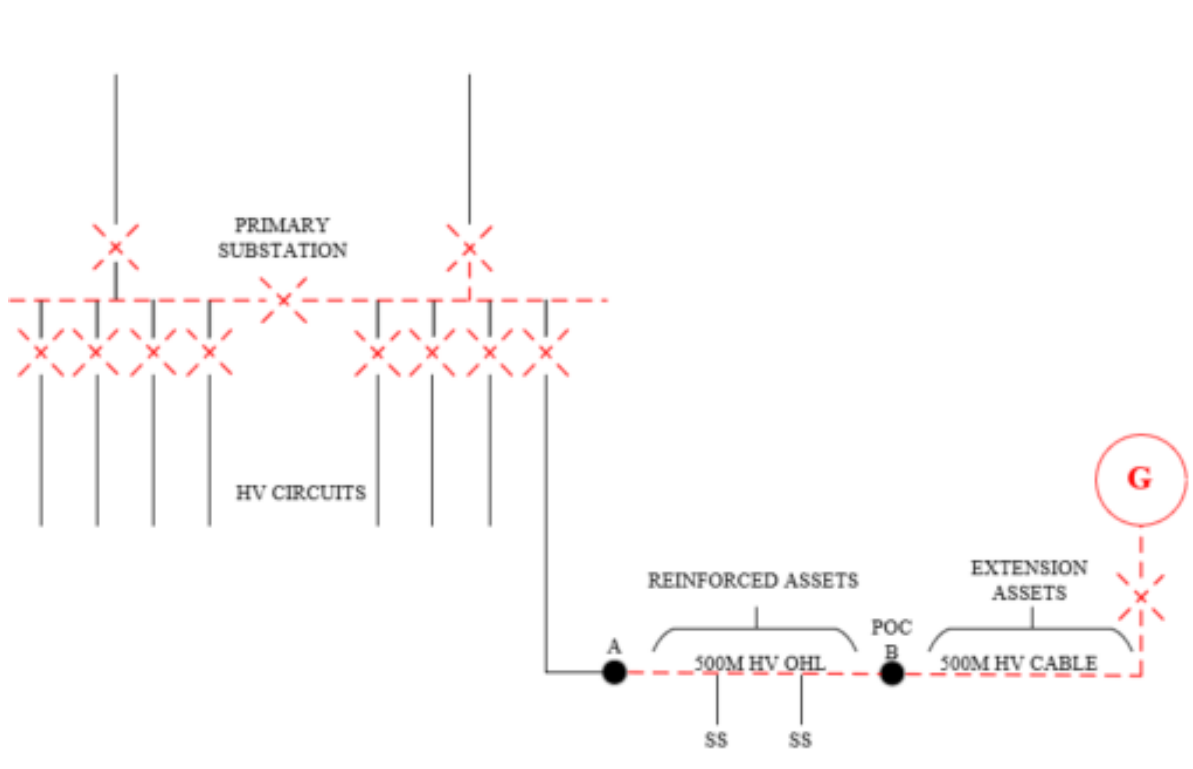 PRIMARY
SUBSTATION
HV CIRCUITS
G
REINFORCED ASSETS
EXTENSION
ASSETS
A
POC
B
500M HV OHL
500M HV CABLE
SS
SS